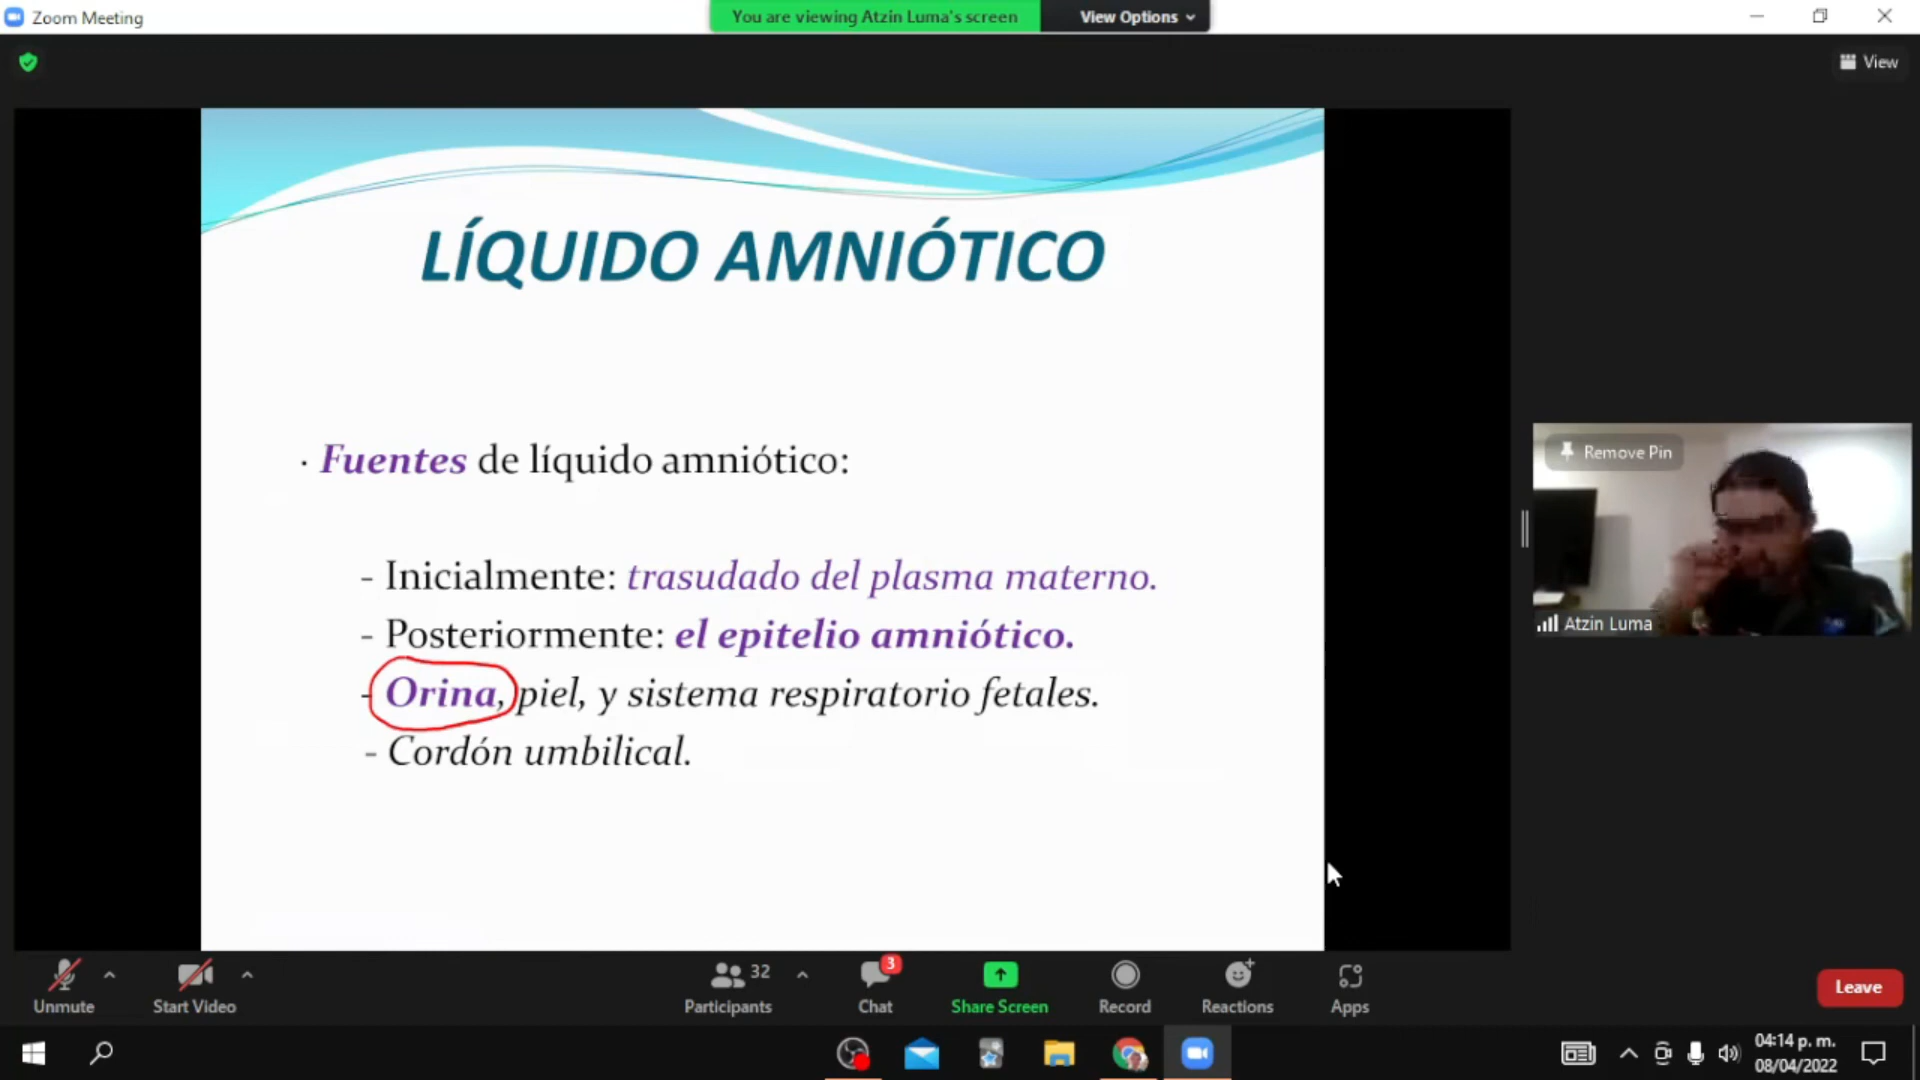 Zoom Meeting
You are viewing Atzin Luma's screen
View Options
View
LÍQUIDO AMNIÓTICO
· Fuentes de líquido amniótico:
- Inicialmente: trasudado del plasma materno.
- Posteriormente: el epitelio amniótico.
- Orina, piel, y sistema respiratorio fetales.
- Cordón umbilical.
Remove Pin
Atzin Luma
Unmute
Start Video
32
Participants
3
Chat
Share Screen
Record
Reactions
Apps
Leave
04:14 p. m.
08/04/2022